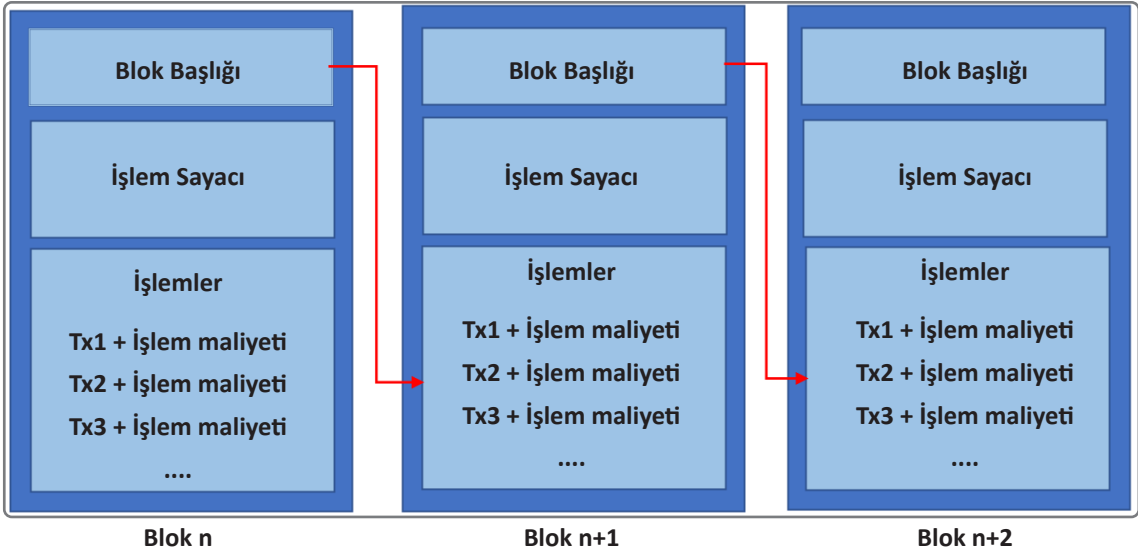 Blok Başlığı
İşlem Sayacı
İşlemler
Tx1 + İşlem maliyeti
Tx2 + İşlem maliyeti
Tx3 + İşlem maliyeti
....
Blok n
Blok Başlığı
İşlem Sayacı
İşlemler
Tx1 + İşlem maliyeti
Tx2 + İşlem maliyeti
Tx3 + İşlem maliyeti
....
Blok n+1
Blok Başlığı
İşlem Sayacı
İşlemler
Tx1 + İşlem maliyeti
Tx2 + İşlem maliyeti
Tx3 + İşlem maliyeti
....
Blok n+2